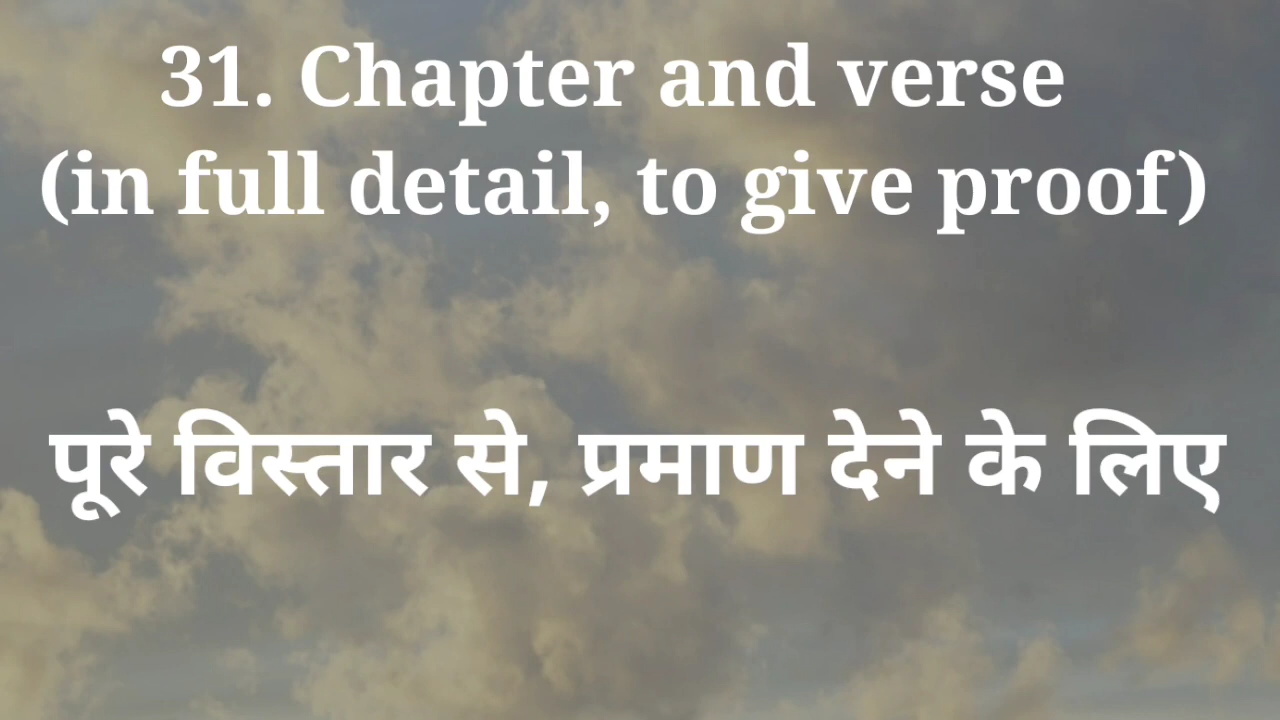 31. Chapter and verse
(in full detail, to give proof)
पूरे विस्तार से, प्रमाण देने के लिए